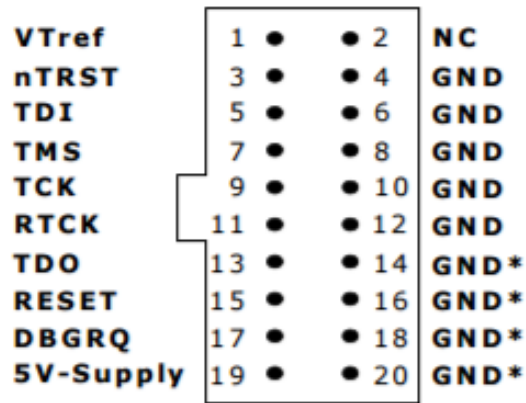 VTref 1 2 NC
nTRST 3 4 GND
TDI 5 6 GND
TMS 7 8 GND
TCK 9 10 GND
RTCK 11 12 GND
TDO 13 14 GND*
RESET 15 16 GND*
DBGRQ 17 18 GND*
5V-Supply 19 20 GND*